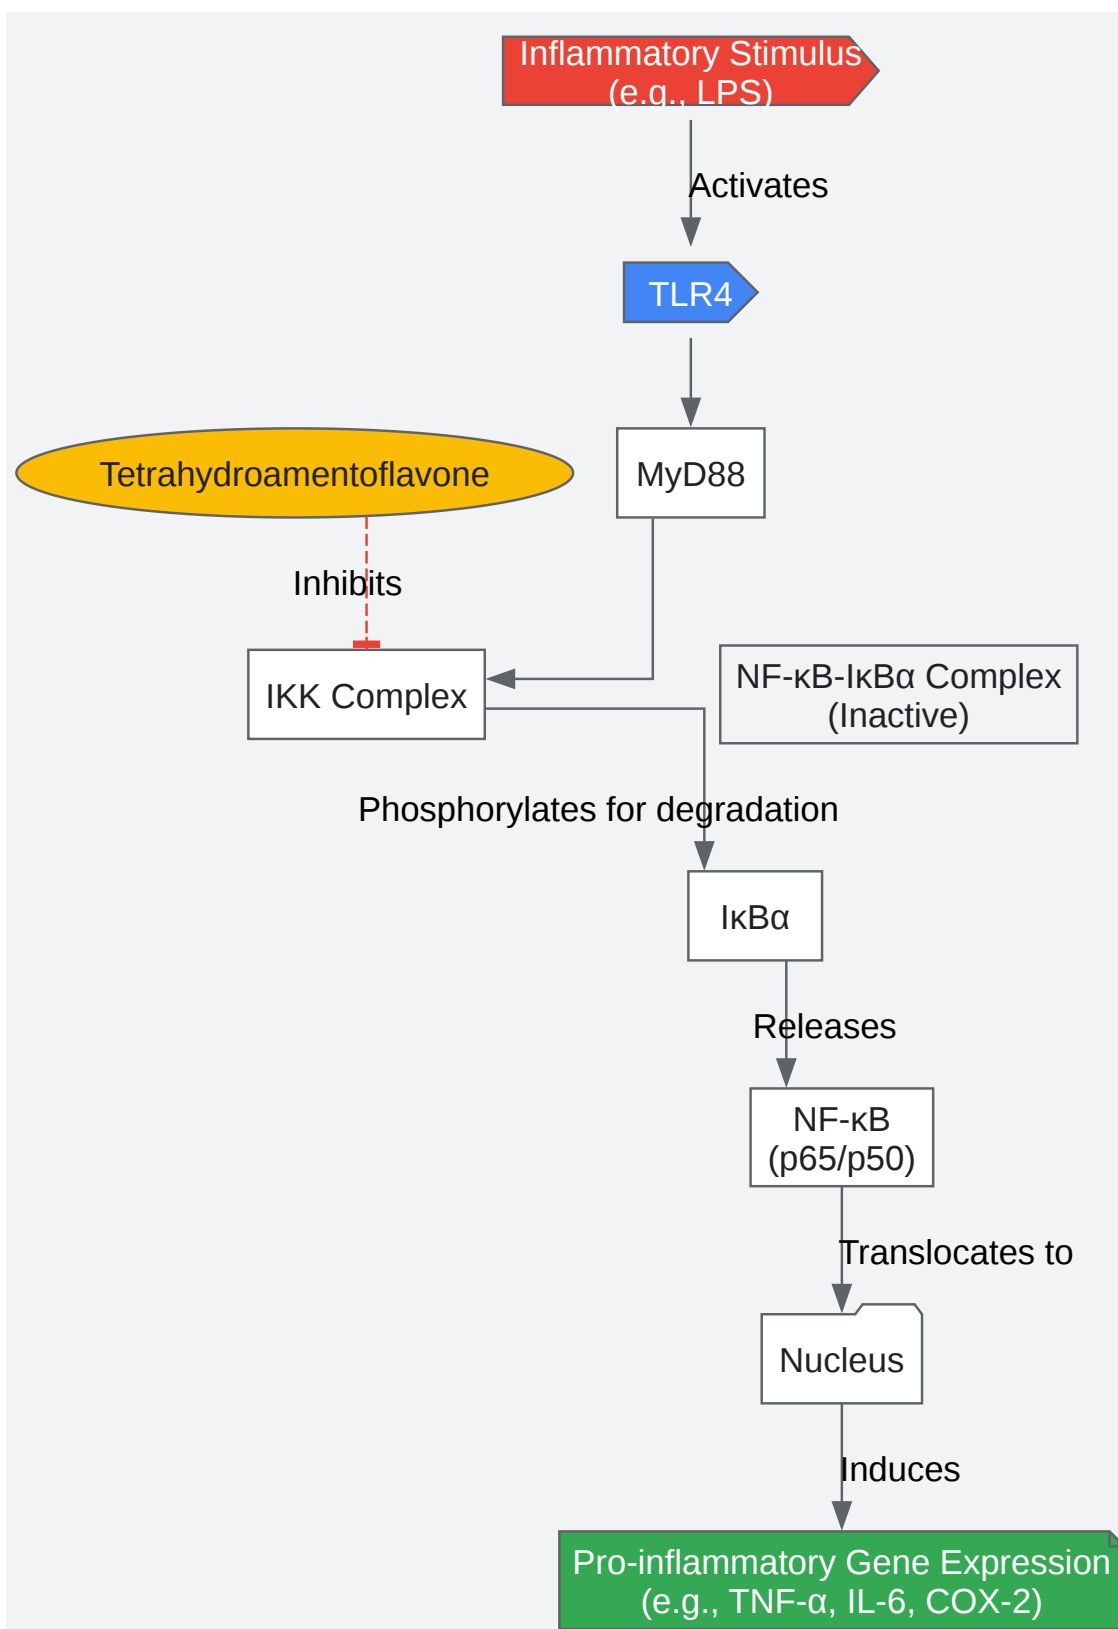 Inflammatory Stimulus
(e.g., LPS)
Activates
TLR4
Tetrahydroamentoflavone
MyD88
Inhibits
IKK Complex
NF-κB-IκBα Complex
(Inactive)
Phosphorylates for degradation
IκBα
Releases
NF-κB
(p65/p50)
Translocates to
Nucleus
Induces
Pro-inflammatory Gene Expression
(e.g., TNF-α, IL-6, COX-2)